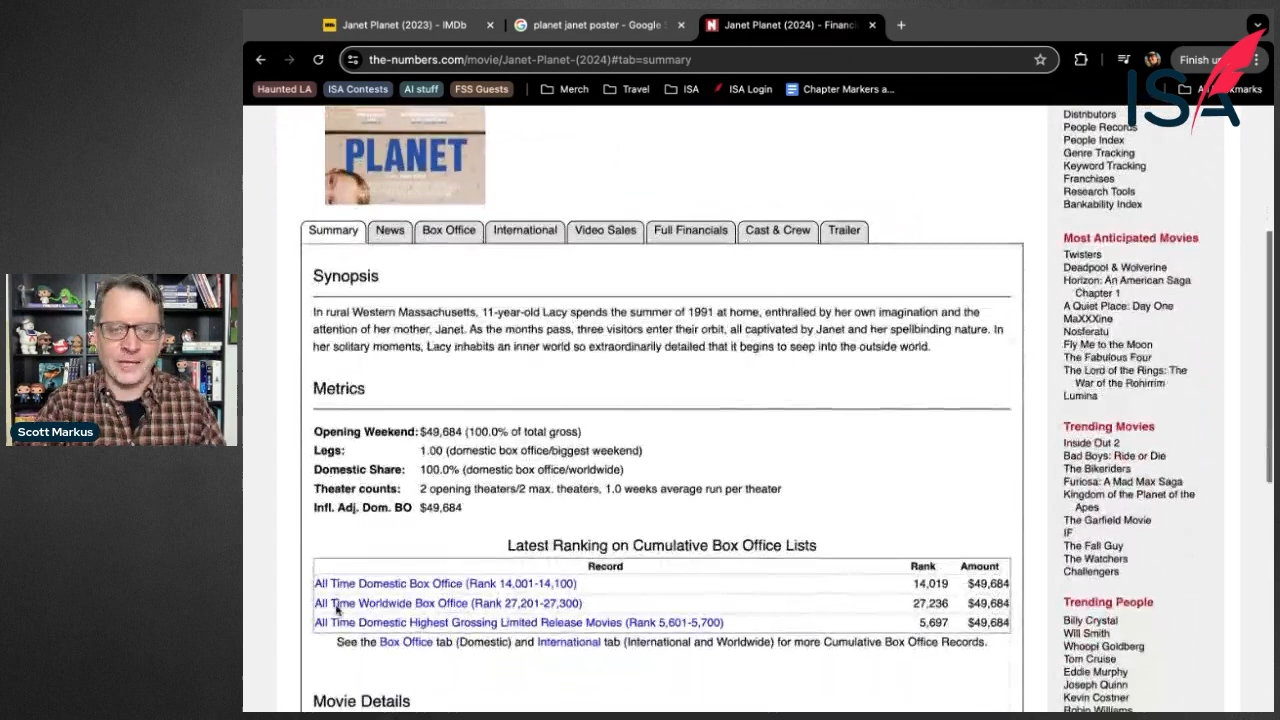 Janet Planet (2023) - IMDb
planet janet poster - Google
Janet Planet (2024) - Financi
the-numbers.com/movie/Janet-Planet-(2024)#tab=summary
Finish u
Haunted LA
ISA Contests
AI stuff
FSS Guests
Merch
Travel
ISA
ISA Login
Chapter Markers a...
ISA
PLANET
Summary
News
Box Office
International
Video Sales
Full Financials
Cast & Crew
Trailer
Synopsis
In rural Western Massachusetts, 11-year-old Lacy spends the summer of 1991 at home, enthralled by her own imagination and the
attention of her mother, Janet. As the months pass, three visitors enter their orbit, all captivated by Janet and her spellbinding nature. In
her solitary moments, Lacy inhabits an inner world so extraordinarily detailed that it begins to seep into the outside world.
Metrics
Opening Weekend: $49,684 (100.0% of total gross)
Legs: 1.00 (domestic box office/biggest weekend)
Domestic Share: 100.0% (domestic box office/worldwide)
Theater counts: 2 opening theaters/2 max. theaters, 1.0 weeks average run per theater
Infl. Adj. Dom. BO $49,684
Latest Ranking on Cumulative Box Office Lists
Record Rank Amount
All Time Domestic Box Office (Rank 14,001-14,100) 14,019 $49,684
All Time Worldwide Box Office (Rank 27,201-27,300) 27,236 $49,684
All Time Domestic Highest Grossing Limited Release Movies (Rank 5,601-5,700) 5,697 $49,684
See the Box Office tab (Domestic) and International tab (International and Worldwide) for more Cumulative Box Office Records.
Movie Details
Distributors
People Records
People Index
Genre Tracking
Keyword Tracking
Franchises
Research Tools
Bankability Index
Most Anticipated Movies
Twisters
Deadpool & Wolverine
Horizon: An American Saga
Chapter 1
A Quiet Place: Day One
MaXXXine
Nosferatu
Fly Me to the Moon
The Fabulous Four
The Lord of the Rings: The
War of the Rohirrim
Lumina
Trending Movies
Inside Out 2
Bad Boys: Ride or Die
The Bikeriders
Furiosa: A Mad Max Saga
Kingdom of the Planet of the
Apes
The Garfield Movie
IF
The Fall Guy
The Watchers
Challengers
Trending People
Billy Crystal
Will Smith
Whoopi Goldberg
Tom Cruise
Eddie Murphy
Joseph Quinn
Kevin Costner
Robin Williams
Scott Markus